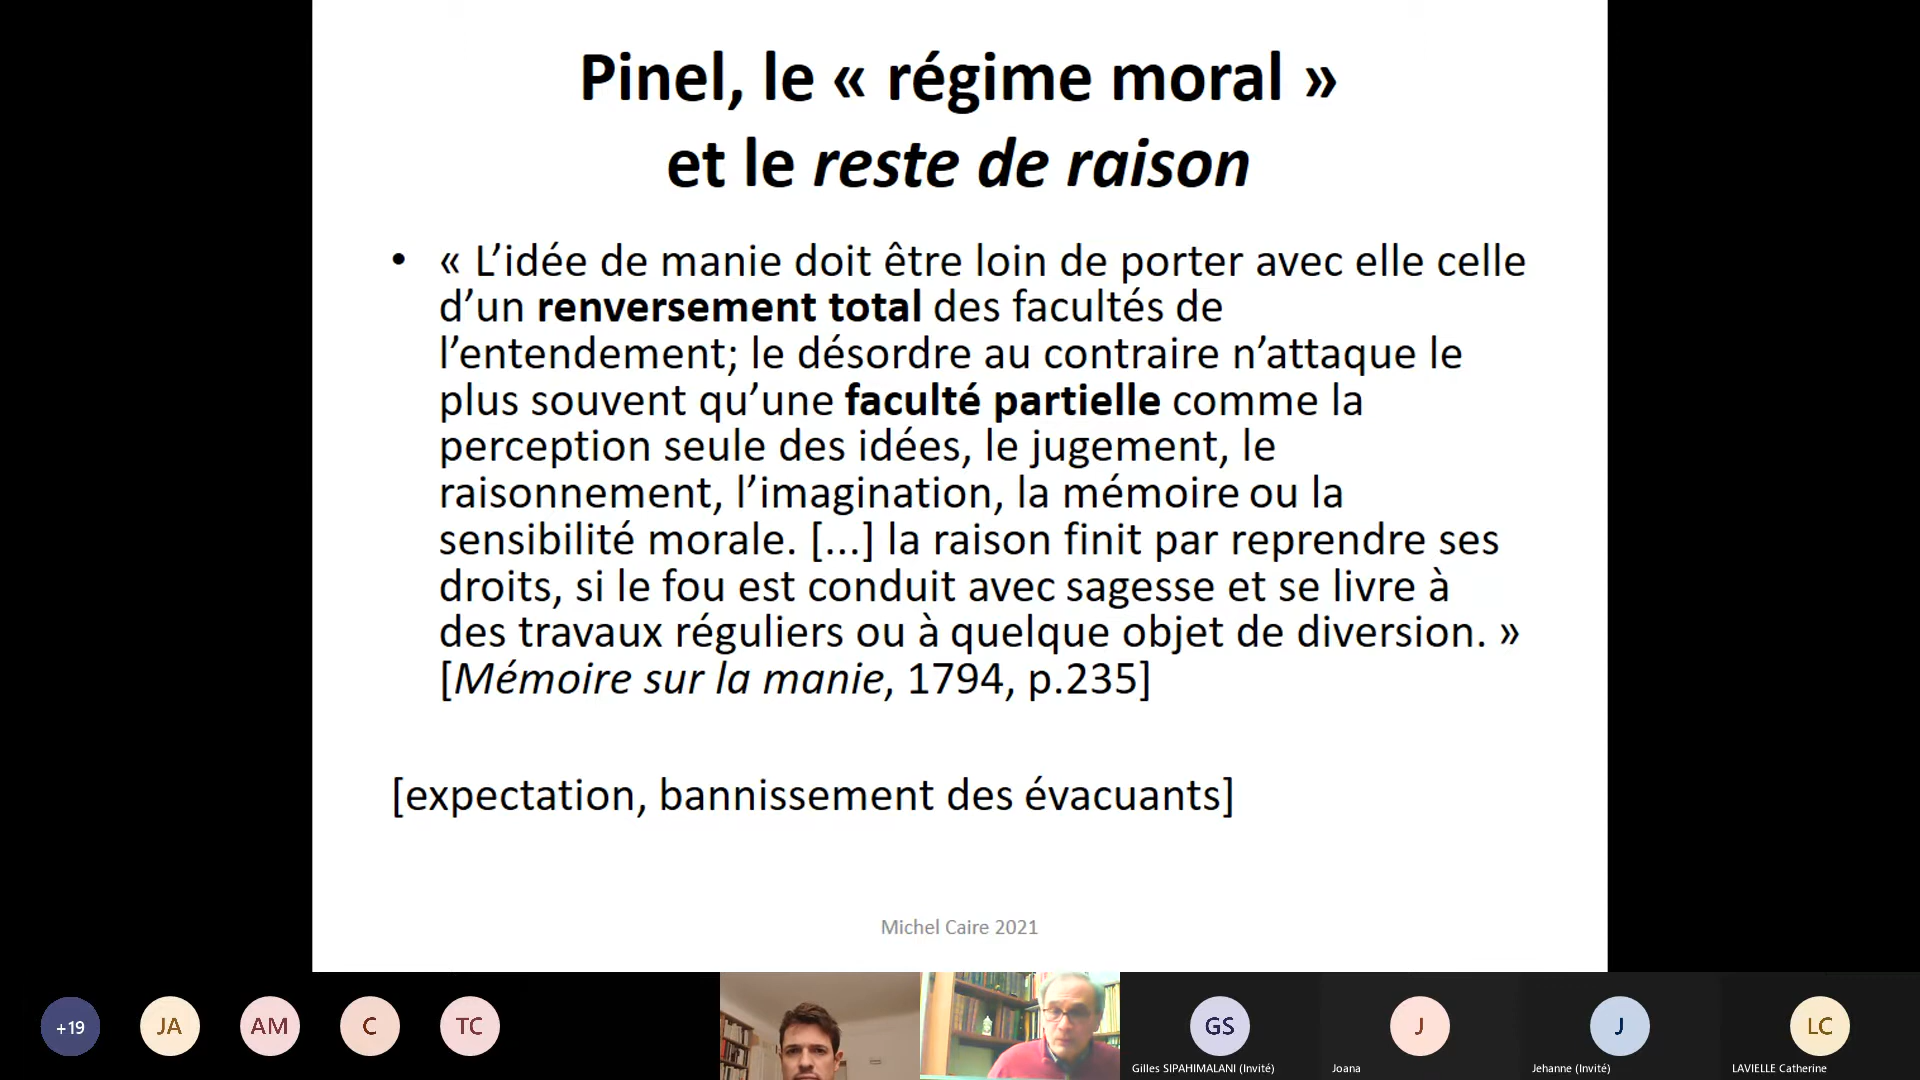 Pinel, le « régime moral »
et le reste de raison
• « L’idée de manie doit être loin de porter avec elle celle
d’un renversement total des facultés de
l’entendement; le désordre au contraire n’attaque le
plus souvent qu’une faculté partielle comme la
perception seule des idées, le jugement, le
raisonnement, l’imagination, la mémoire ou la
sensibilité morale. [...] la raison finit par reprendre ses
droits, si le fou est conduit avec sagesse et se livre à
des travaux réguliers ou à quelque objet de diversion. »
[Mémoire sur la manie, 1794, p.235]
[expectation, bannissement des évacuants]
Michel Caire 2021
+19 JA AM C TC GS J J LC
Gilles SIPAHIMALANI (Invité) Joana Jehanne (Invité) LAVIELLE Catherine